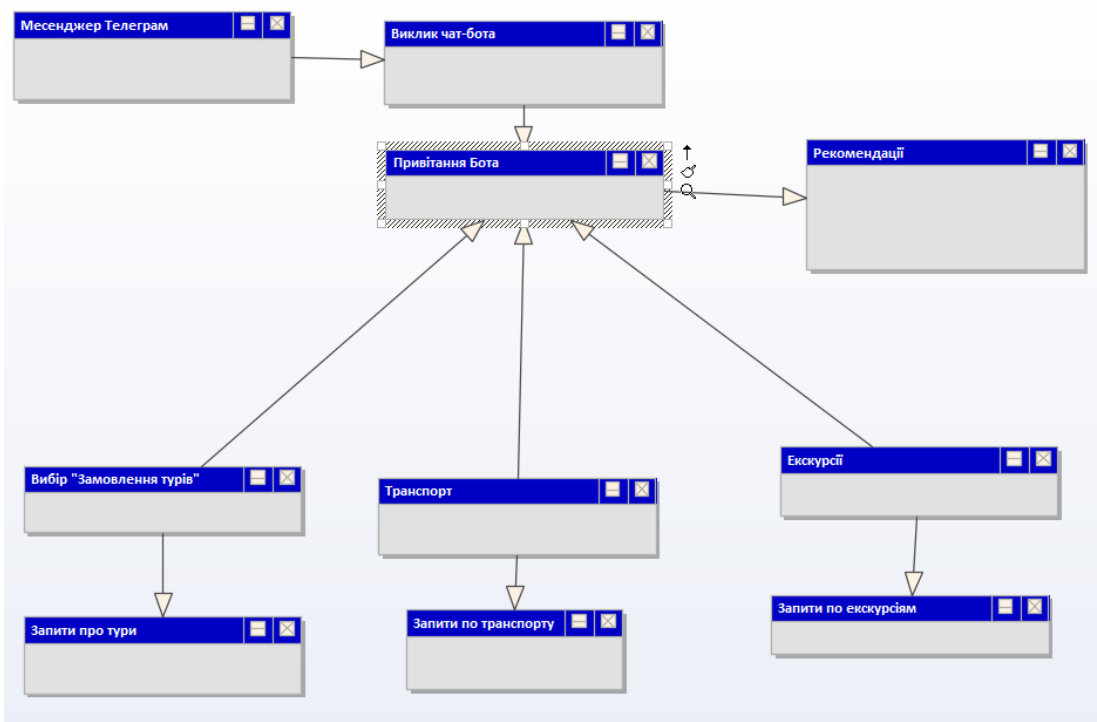 Месенджер Телеграм
Виклик чат-бота
Привітання Бота
Рекомендації
Вибір "Замовлення турів"
Транспорт
Екскурсії
Запити про тури
Запити по транспорту
Запити по екскурсіям